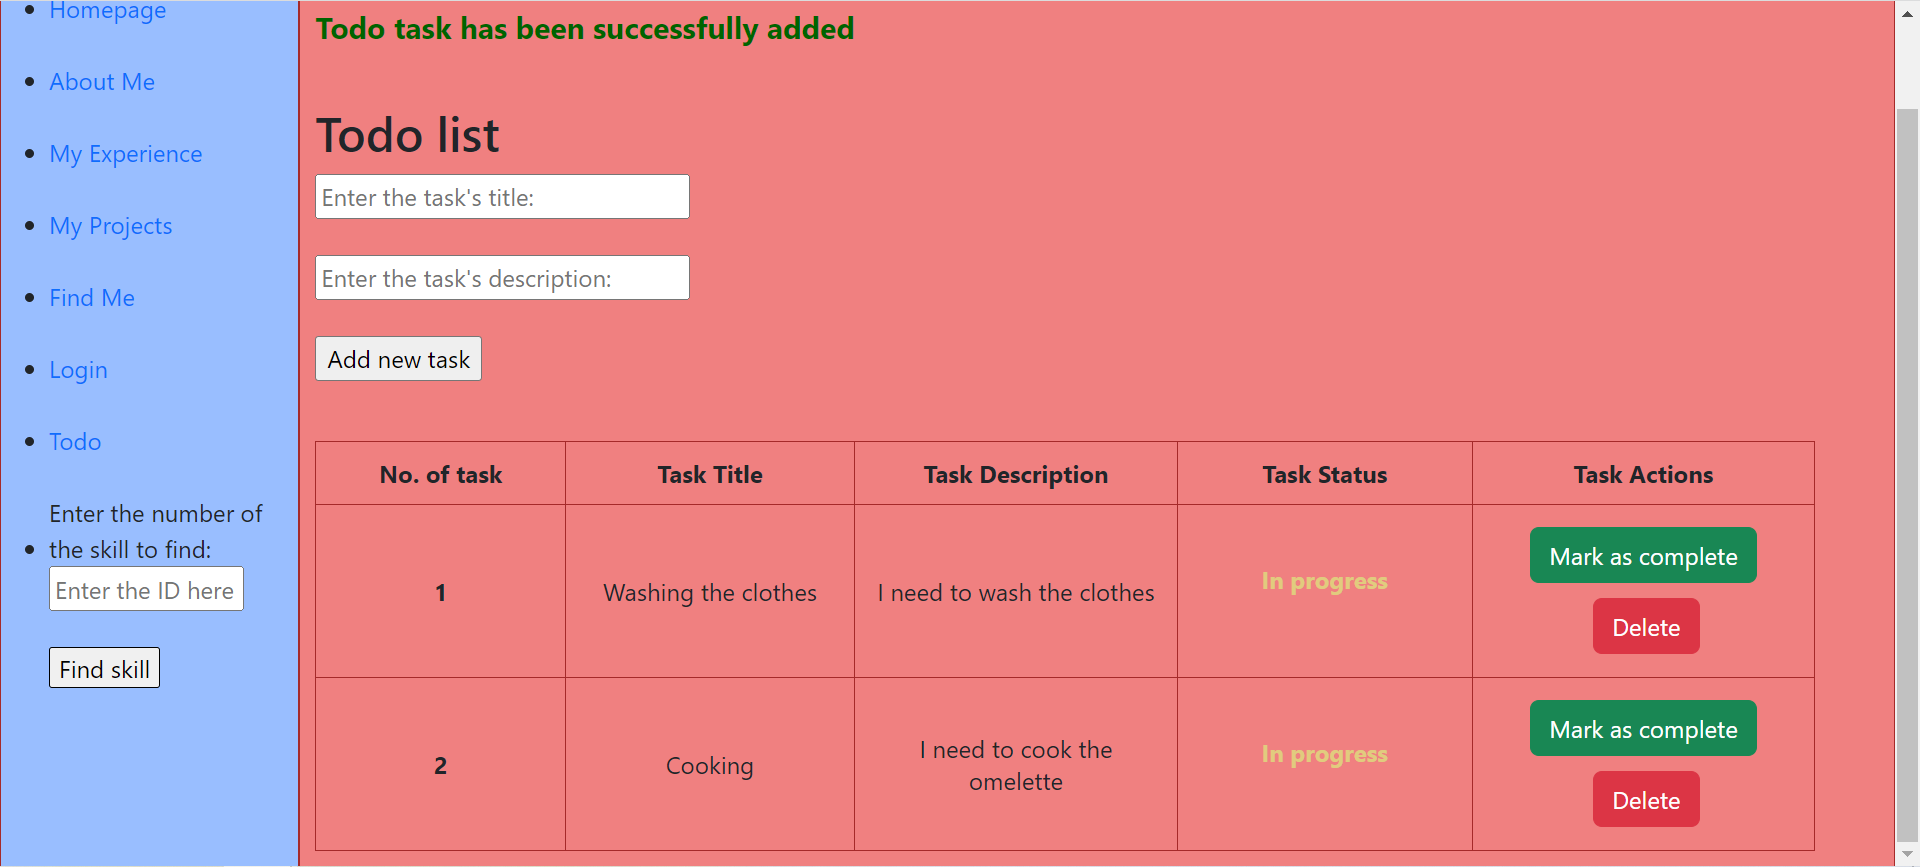 Homepage
About Me
My Experience
My Projects
Find Me
Login
Todo
Enter the number of
the skill to find:
Enter the ID here
Find skill
Todo task has been successfully added
Todo list
Enter the task's title:
Enter the task's description:
Add new task
No. of task Task Title Task Description Task Status Task Actions
1 Washing the clothes I need to wash the clothes In progress Mark as complete
Delete
2 Cooking I need to cook the
omelette In progress Mark as complete
Delete